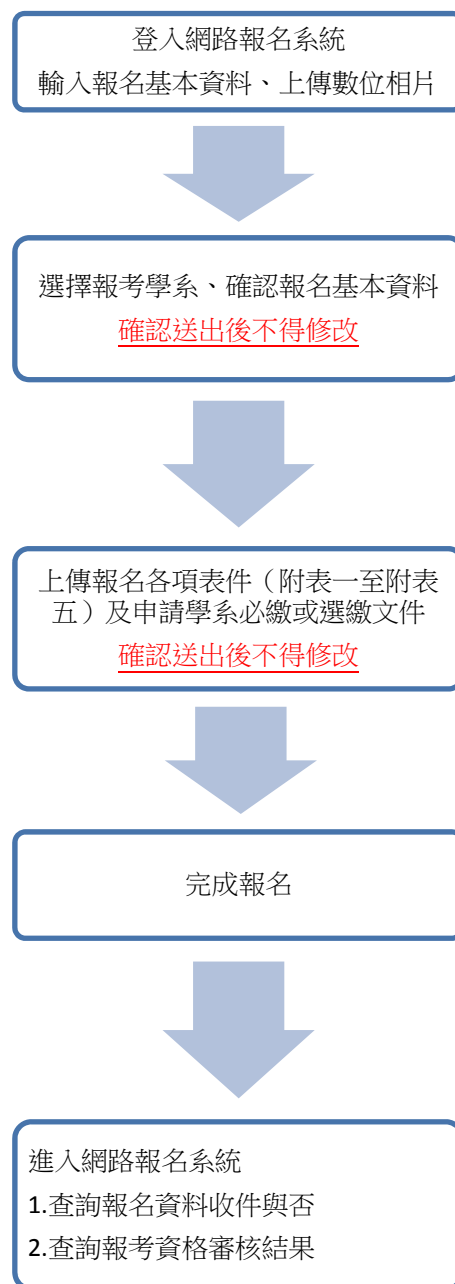 登入網路報名系統
輸入報名基本資料、上傳數位相片
選擇報考學系、確認報名基本資料
確認送出後不得修改
上傳報名各項表件（附表一至附表
五）及申請學系必繳或選繳文件
確認送出後不得修改
完成報名
進入網路報名系統
1.查詢報名資料收件與否
2.查詢報考資格審核結果